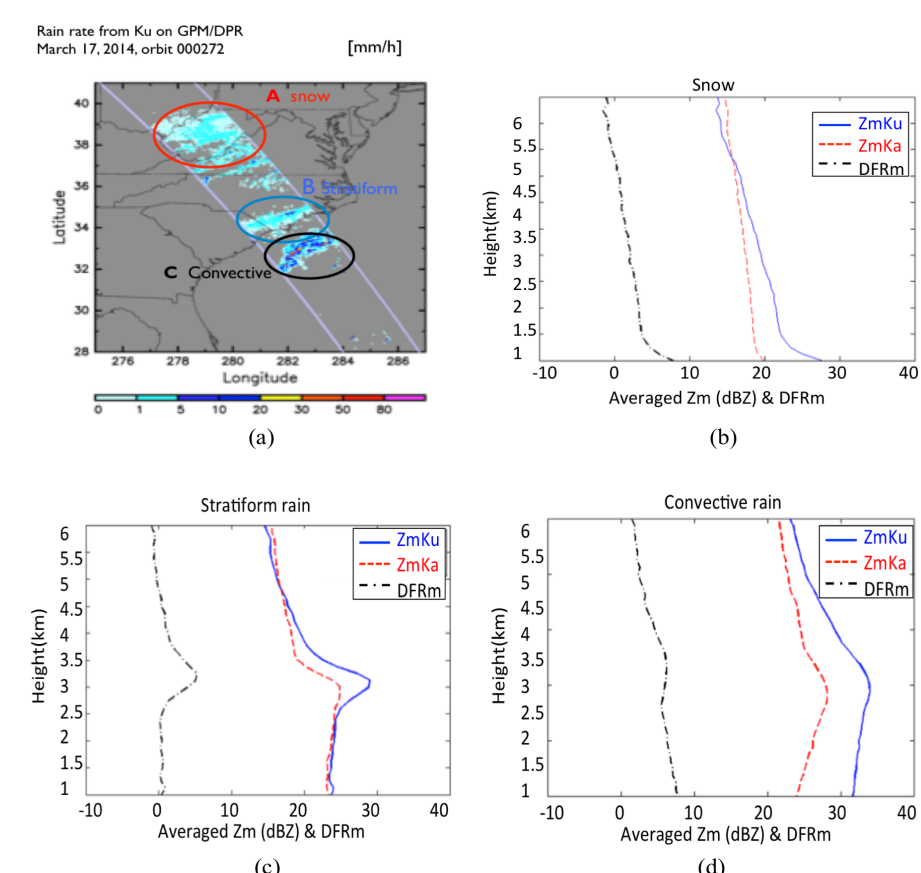 Rain rate from Ku on GPM/DPR
March 17, 2014, orbit 000272
[mm/h]
A snow
B Stratiform
C Convective
40
38
36
34
32
30
28
Latitude
276
278
280
282
284
286
Longitude
0 1 5 10 20 30 50 80
(a)
Snow
ZmKu
ZmKa
DFRm
6
5.5
5
4.5
3.5
3
2.5
2
1.5
1
Height(km)
-10 0 10 20 30 40
Averaged Zm (dBZ) & DFRm
(b)
Stratiform rain
ZmKu
ZmKa
DFRm
6
5.5
5
4.5
4
3.5
3
2.5
2
1.5
1
Height(km)
-10 0 10 20 30 40
Averaged Zm (dBZ) & DFRm
(c)
Convective rain
ZmKu
ZmKa
DFRm
6
5.5
5
4.5
4
3.5
3
2.5
2
1.5
1
Height(km)
-10 0 10 20 30 40
Averaged Zm (dBZ) & DFRm
(d)